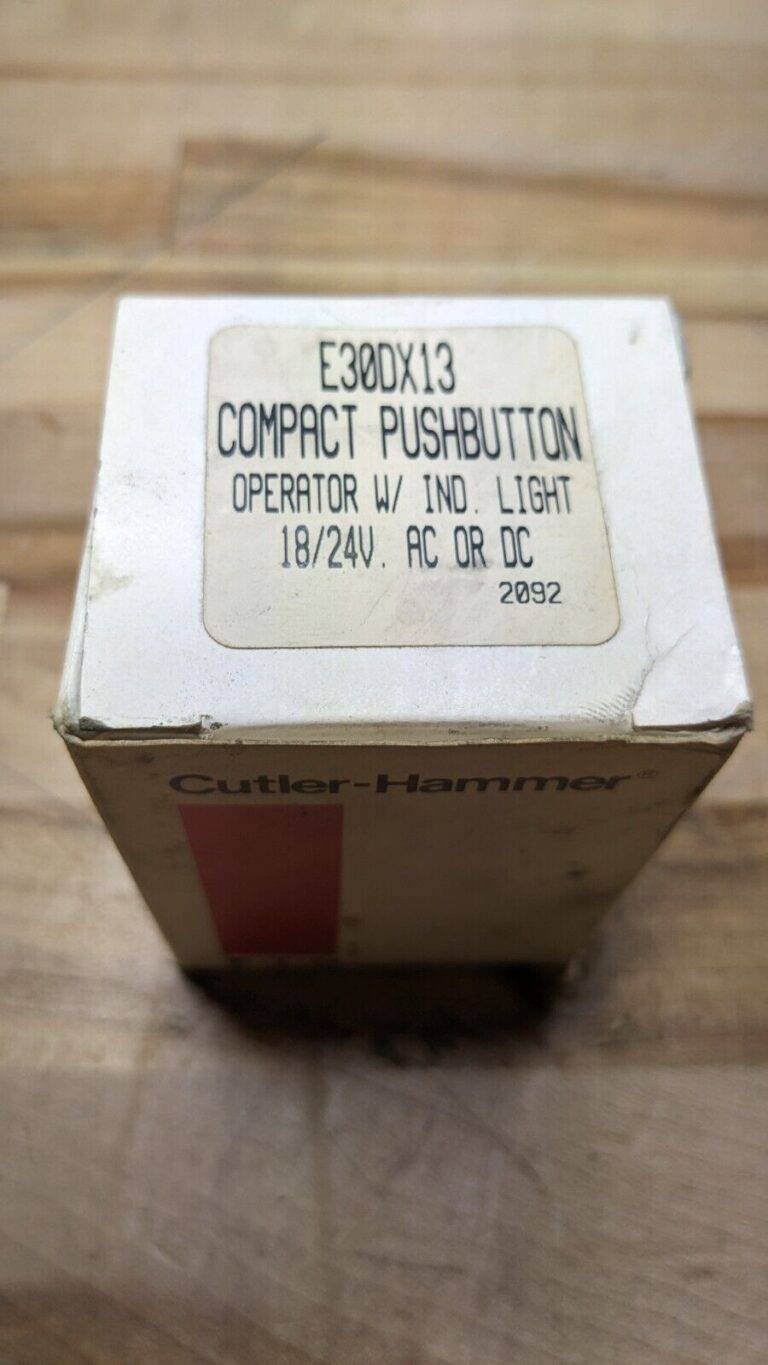 E30DX13
COMPACT PUSHBUTTON
OPERATOR W/ IND. LIGHT
18/24V. AC OR DC
2092
Cutler-Hammer®